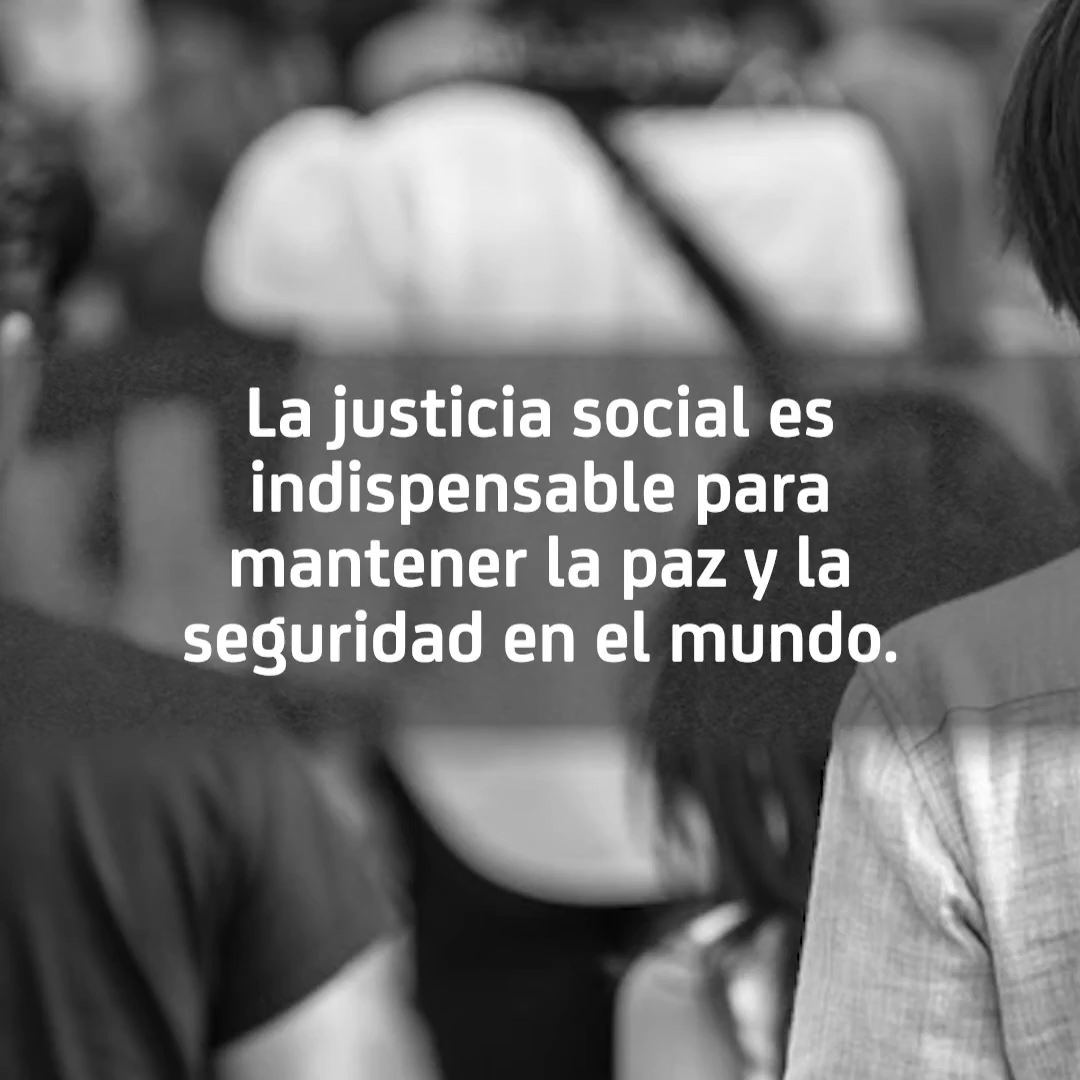 La justicia social es
indispensable para
mantener la paz y la
seguridad en el mundo.